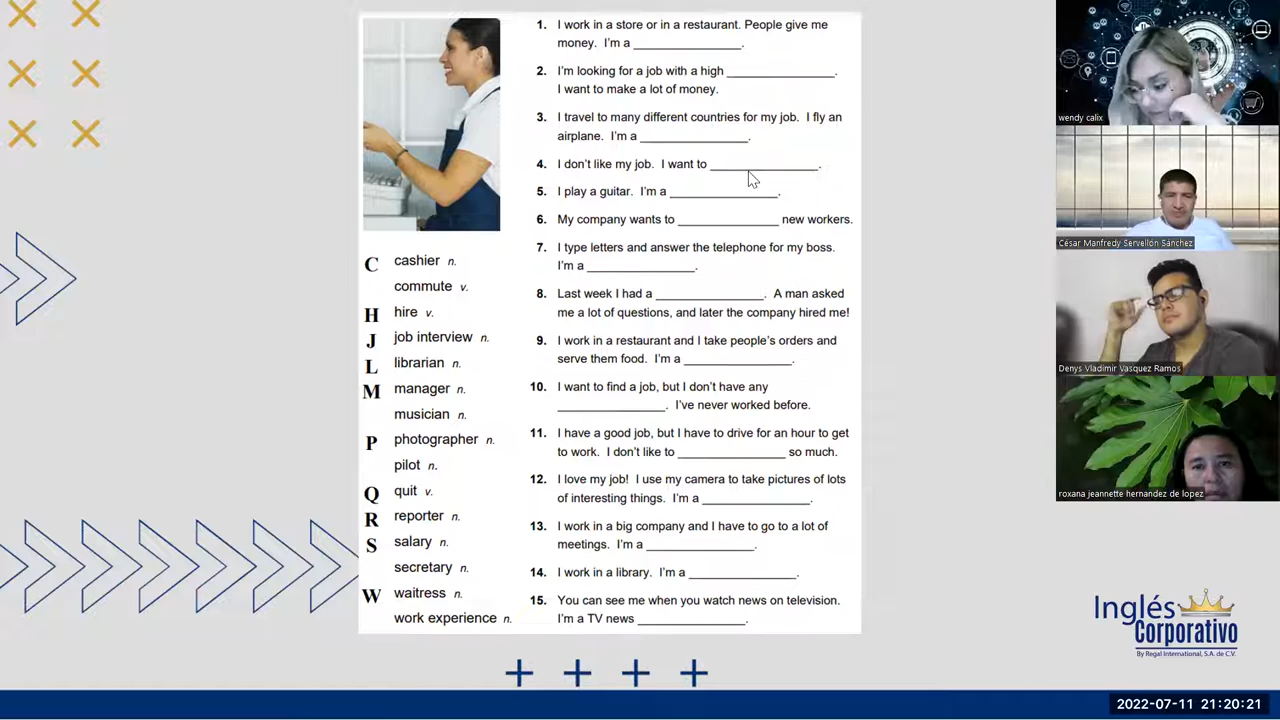 1. I work in a store or in a restaurant. People give me
money. I'm a ________________.
2. I'm looking for a job with a high ________________.
I want to make a lot of money.
3. I travel to many different countries for my job. I fly an
airplane. I'm a ________________.
4. I don't like my job. I want to ________________.
5. I play a guitar. I'm a ________________.
6. My company wants to _______________ new workers.
7. I type letters and answer the telephone for my boss.
I'm a ________________.
8. Last week I had a ________________. A man asked
me a lot of questions, and later the company hired me!
9. I work in a restaurant and I take people's orders and
serve them food. I'm a ________________.
10. I want to find a job, but I don't have any
________________. I've never worked before.
11. I have a good job, but I have to drive for an hour to get
to work. I don't like to ________________ so much.
12. I love my job! I use my camera to take pictures of lots
of interesting things. I'm a ________________.
13. I work in a big company and I have to go to a lot of
meetings. I'm a ________________.
14. I work in a library. I'm a ________________.
15. You can see me when you watch news on television.
I'm a TV news ________________.
C cashier n.
commute v.
H hire v.
J job interview n.
L librarian n.
M manager n.
musician n.
P photographer n.
pilot n.
Q quit v.
R reporter n.
S salary n.
secretary n.
W waitress n.
work experience n.
wendy calix
César Manfredy Servellón Sánchez
Denys Vladimir Vasquez Ramos
roxana jeannette hernandez de lopez
Inglés
Corporativo
By Regal International, S.A. de C.V.
2022-07-11 21:20:21